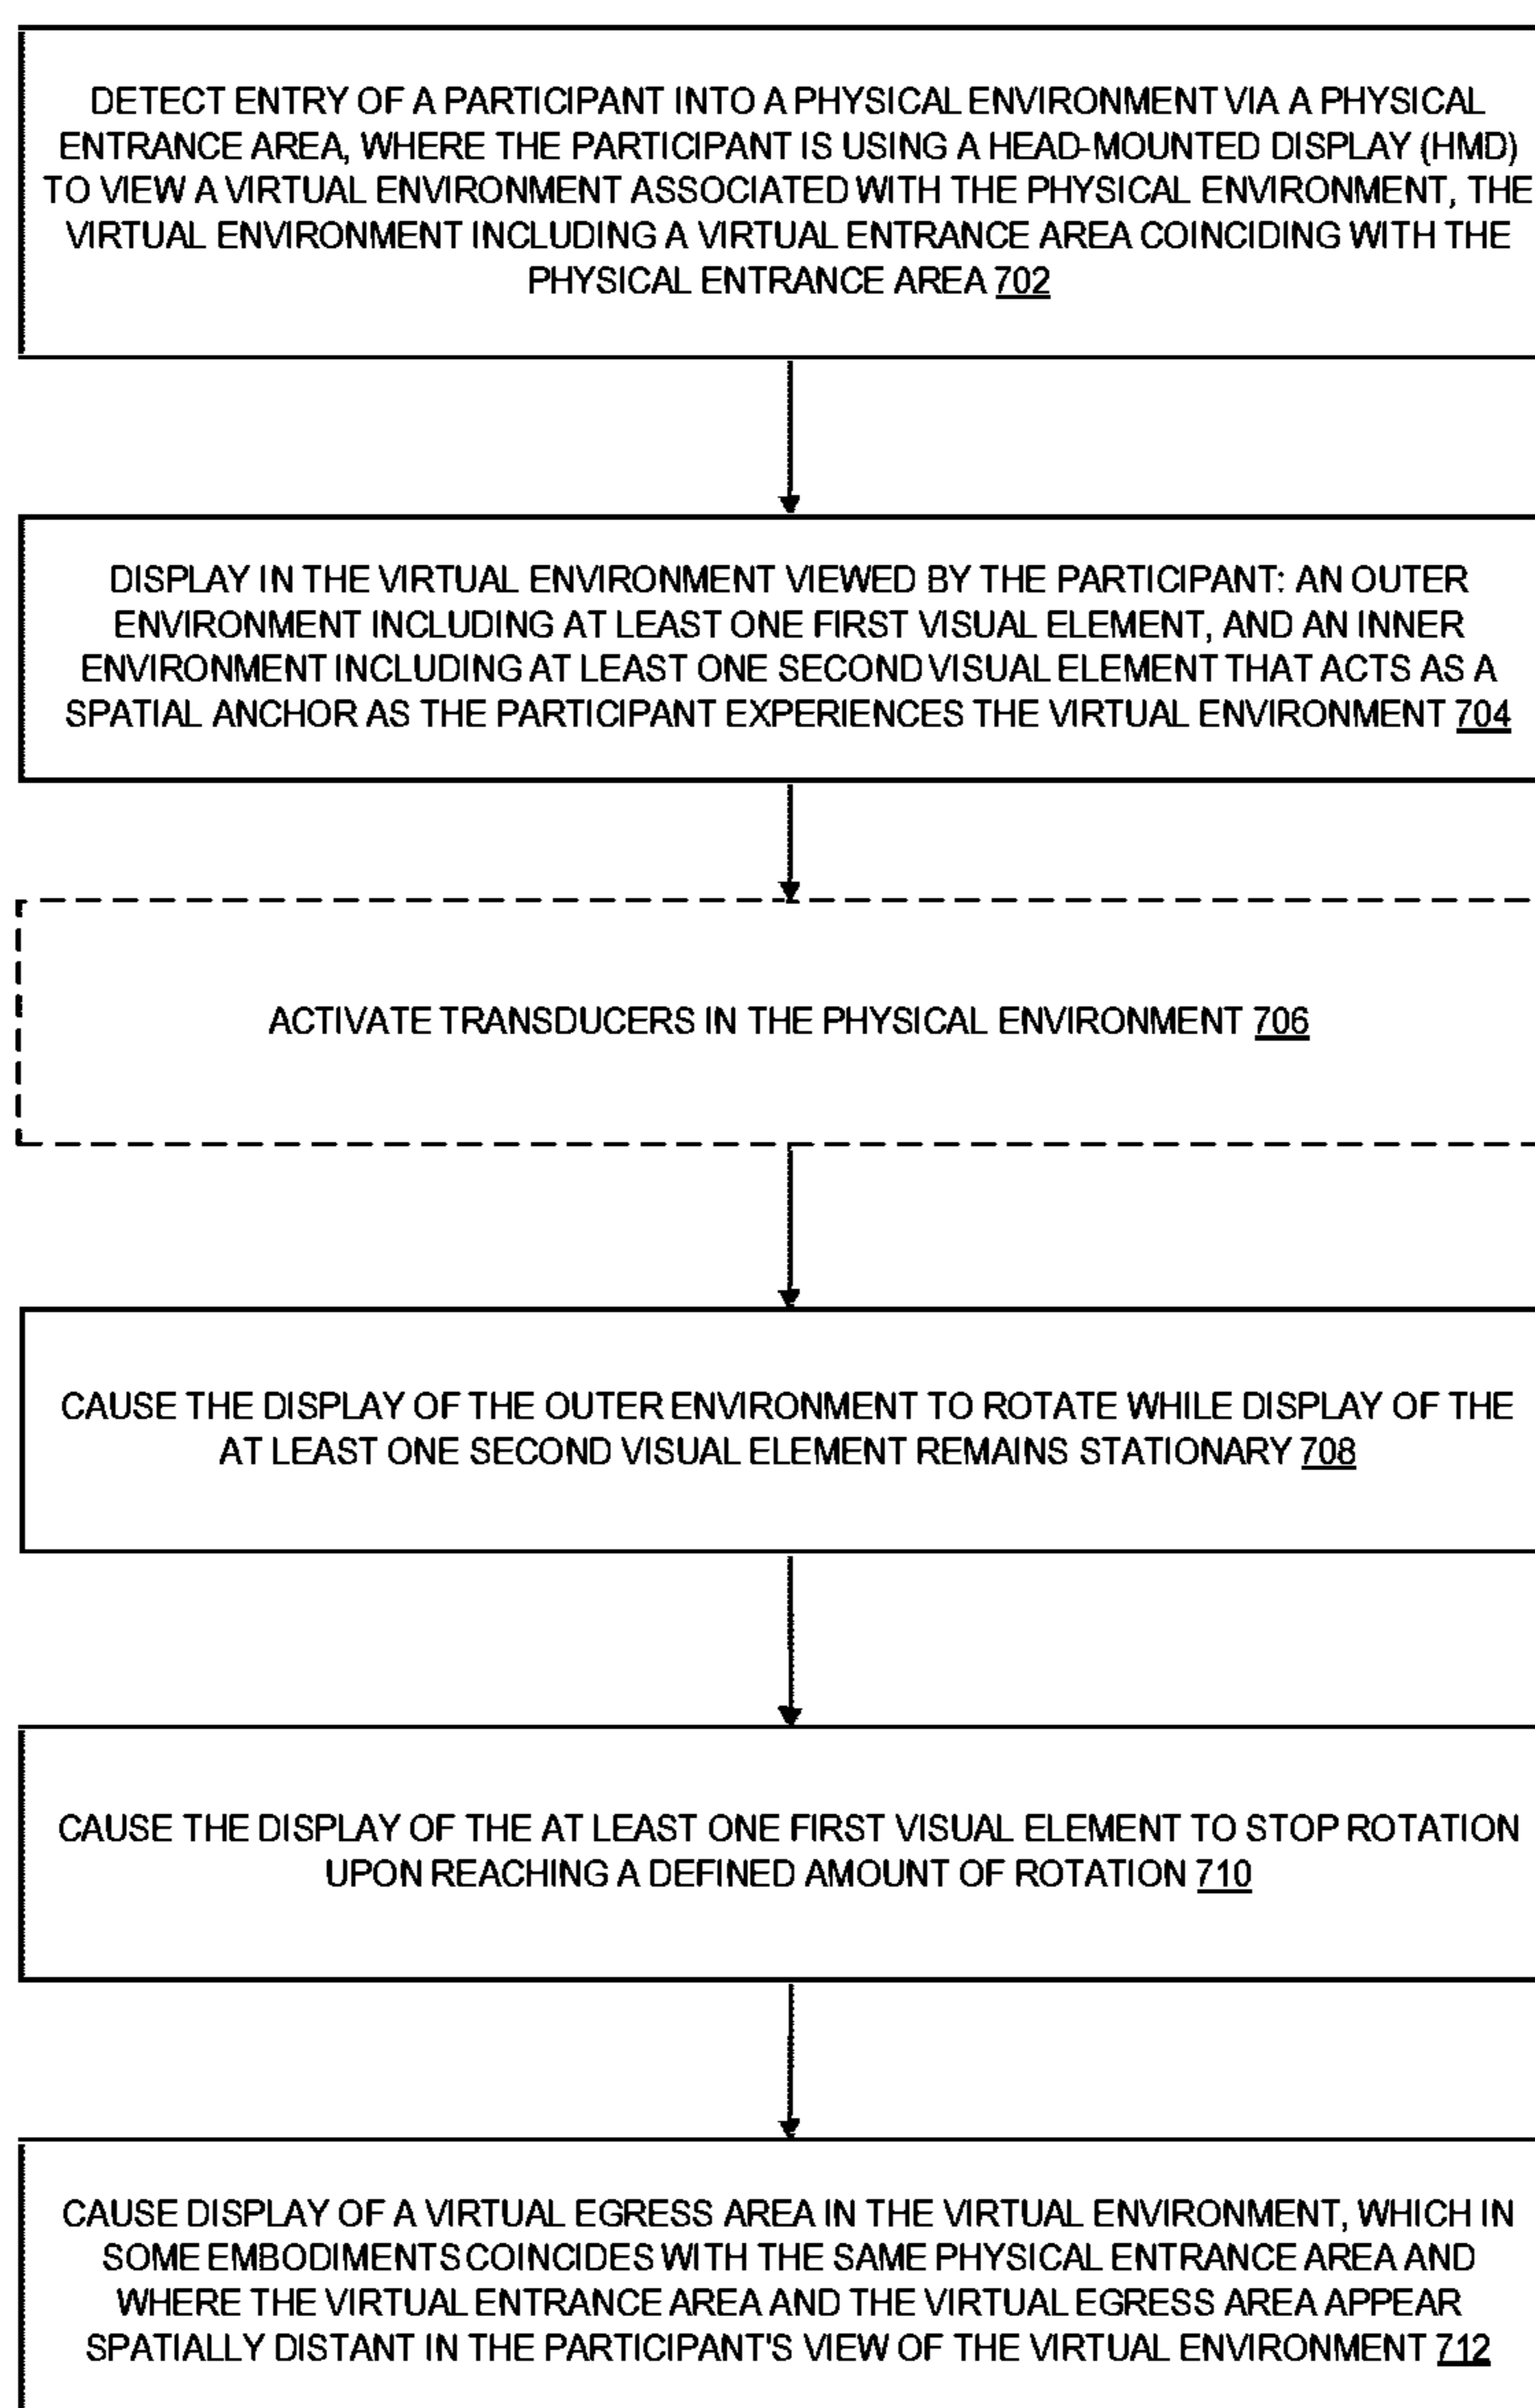 DETECT ENTRY OF A PARTICIPANT INTO A PHYSICAL ENVIRONMENT VIA A PHYSICAL
ENTRANCE AREA, WHERE THE PARTICIPANT IS USING A HEAD-MOUNTED DISPLAY (HMD)
TO VIEW A VIRTUAL ENVIRONMENT ASSOCIATED WITH THE PHYSICAL ENVIRONMENT, THE
VIRTUAL ENVIRONMENT INCLUDING A VIRTUAL ENTRANCE AREA COINCIDING WITH THE
PHYSICAL ENTRANCE AREA 702
DISPLAY IN THE VIRTUAL ENVIRONMENT VIEWED BY THE PARTICIPANT: AN OUTER
ENVIRONMENT INCLUDING AT LEAST ONE FIRST VISUAL ELEMENT, AND AN INNER
ENVIRONMENT INCLUDING AT LEAST ONE SECOND VISUAL ELEMENT THAT ACTS AS A
SPATIAL ANCHOR AS THE PARTICIPANT EXPERIENCES THE VIRTUAL ENVIRONMENT 704
ACTIVATE TRANSDUCERS IN THE PHYSICAL ENVIRONMENT 706
CAUSE THE DISPLAY OF THE OUTER ENVIRONMENT TO ROTATE WHILE DISPLAY OF THE
AT LEAST ONE SECOND VISUAL ELEMENT REMAINS STATIONARY 708
CAUSE THE DISPLAY OF THE AT LEAST ONE FIRST VISUAL ELEMENT TO STOP ROTATION
UPON REACHING A DEFINED AMOUNT OF ROTATION 710
CAUSE DISPLAY OF A VIRTUAL EGRESS AREA IN THE VIRTUAL ENVIRONMENT, WHICH IN
SOME EMBODIMENTS COINCIDES WITH THE SAME PHYSICAL ENTRANCE AREA AND
WHERE THE VIRTUAL ENTRANCE AREA AND THE VIRTUAL EGRESS AREA APPEAR
SPATIALLY DISTANT IN THE PARTICIPANT'S VIEW OF THE VIRTUAL ENVIRONMENT 712